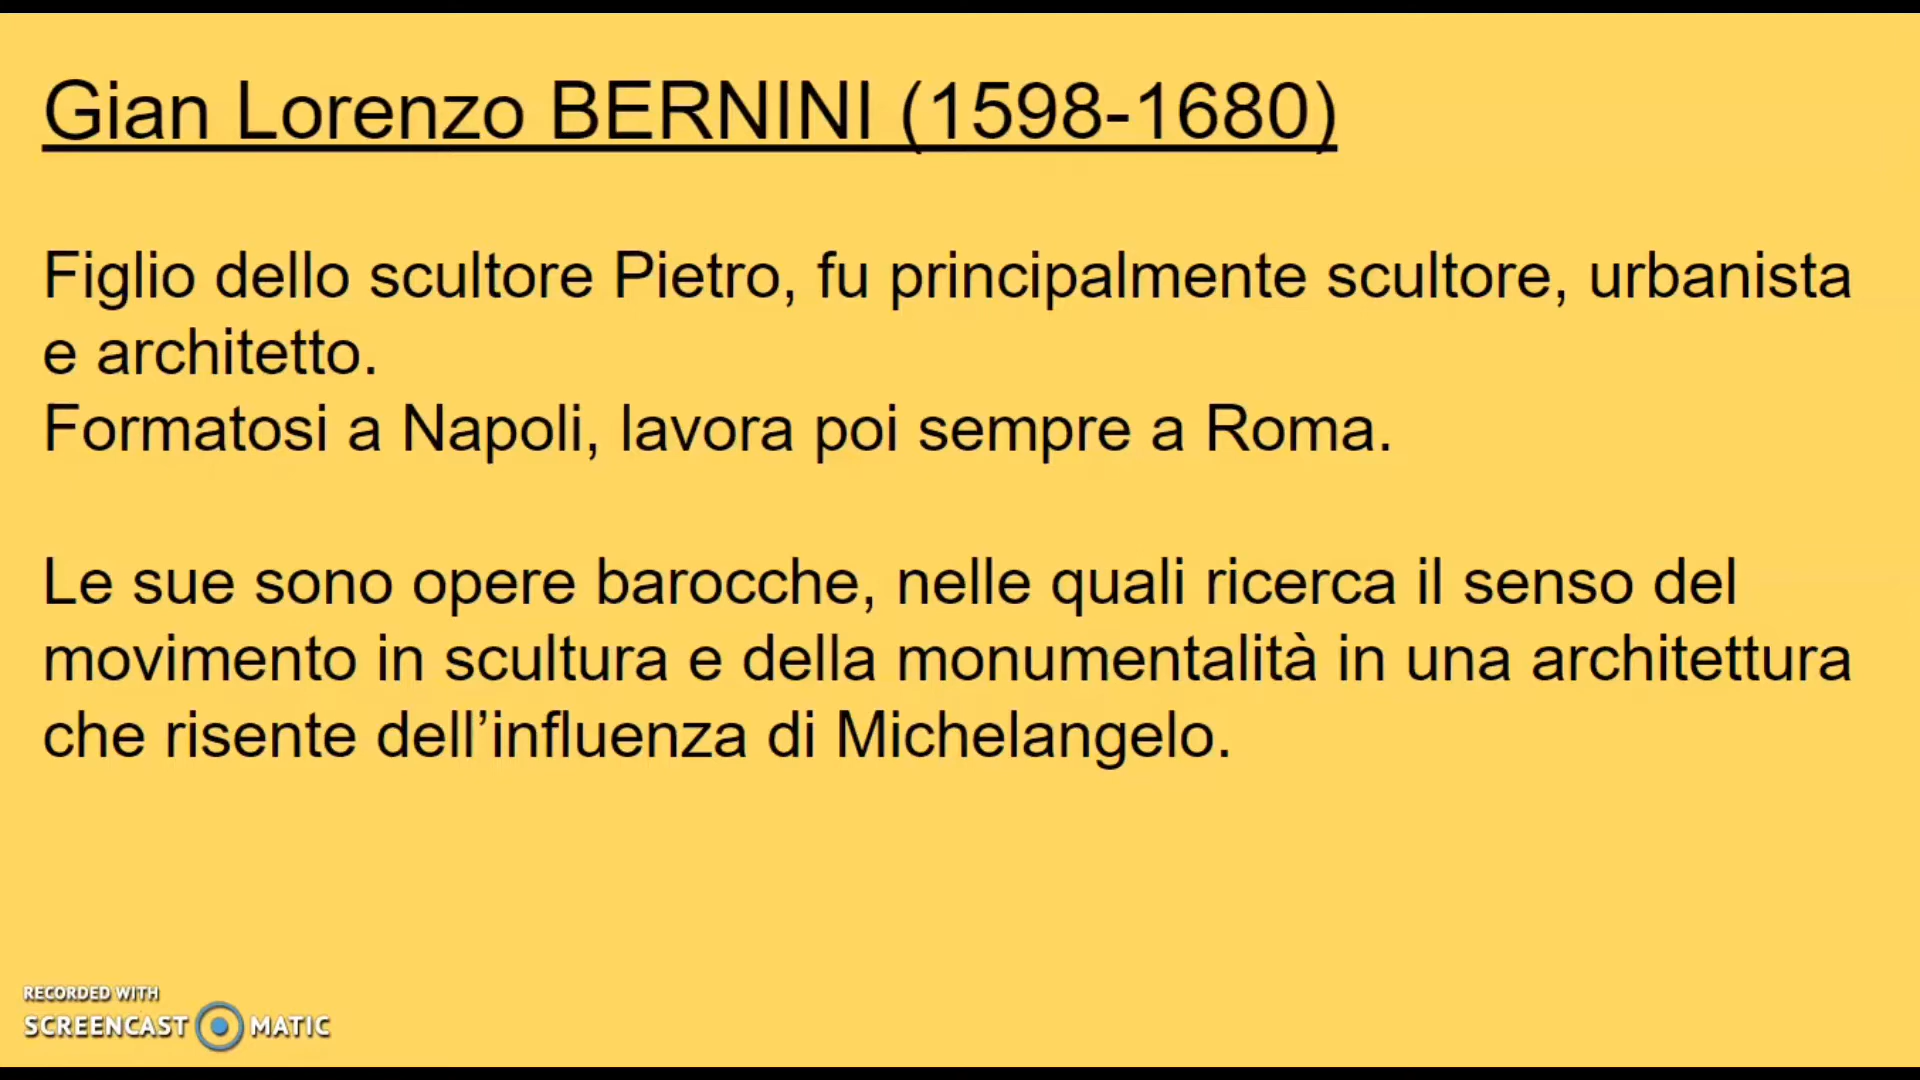 Gian Lorenzo BERNINI (1598-1680)
Figlio dello scultore Pietro, fu principalmente scultore, urbanista
e architetto.
Formatosi a Napoli, lavora poi sempre a Roma.
Le sue sono opere barocche, nelle quali ricerca il senso del
movimento in scultura e della monumentalità in una architettura
che risente dell’influenza di Michelangelo.
RECORDED WITH
SCREENCAST MATIC